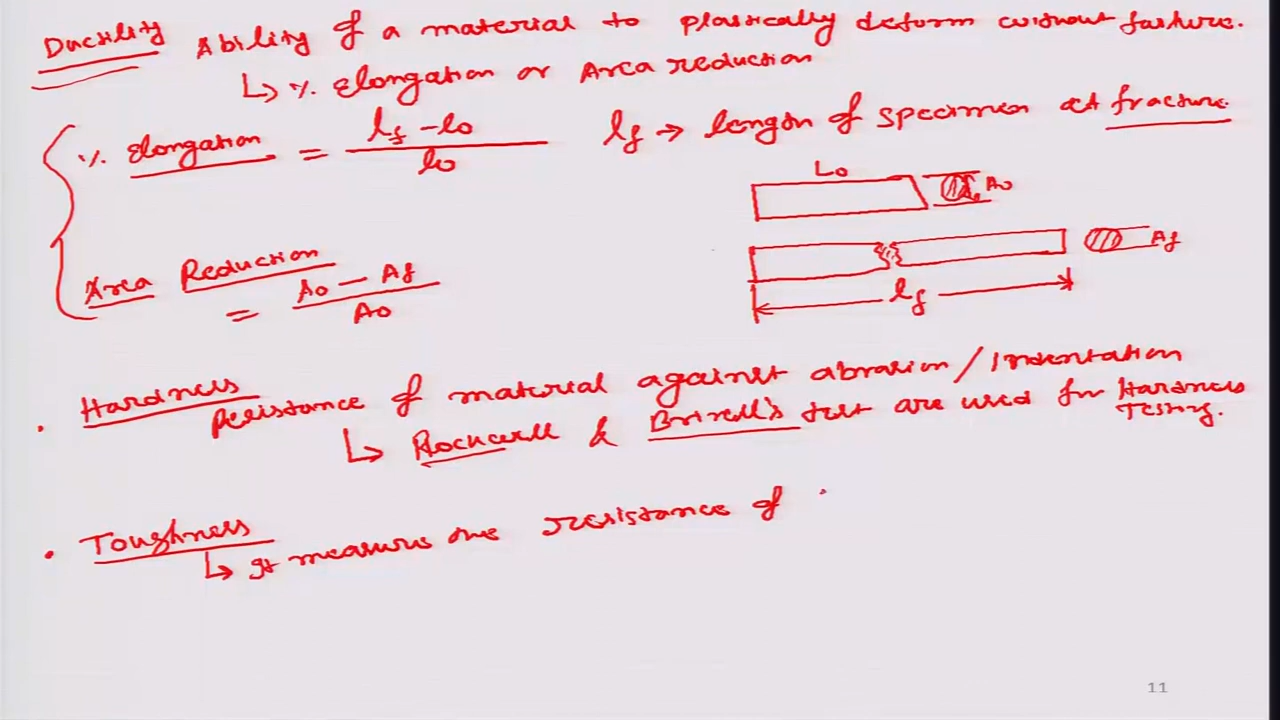 Ductility Ability of a material to plastically deform without failure.
↳ % Elongation or Area reduction
% Elongation = (lf - lo) / lo lf → length of specimen at fracture.
Lo Ao
Af
lf
Area Reduction = (Ao - Af) / Ao
• Hardness Resistance of material against abrasion / Indentation
↳ Rockwell & Brinell's test are used for Hardness Testing.
• Toughness
↳ It measures the resistance of
11